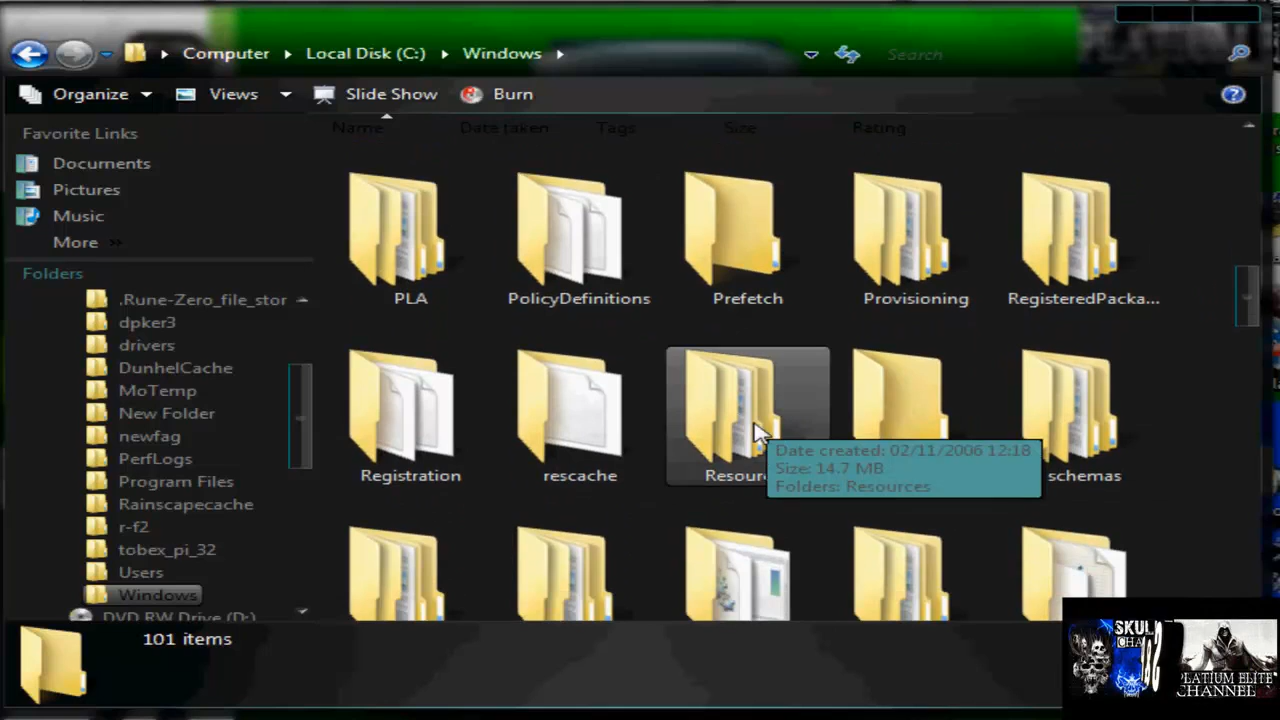 Computer Local Disk (C:) Windows
Search
Organize Views Slide Show Burn
Name Date taken Tags Size Rating
Favorite Links
Documents
Pictures
Music
More >>
Folders
.Rune-Zero_file_stor
dpker3
drivers
DunhelCache
MoTemp
New Folder
newfag
PerfLogs
Program Files
Rainscapecache
r-f2
tobex_pi_32
Users
Windows
DVD RW Drive (D:)
PLA
PolicyDefinitions
Prefetch
Provisioning
RegisteredPacka...
Registration
rescache
Resour
schemas
Date created: 02/11/2006 12:18
Size: 14.7 MB
Folders: Resources
101 items
PLATIUM ELITE
CHANNEL